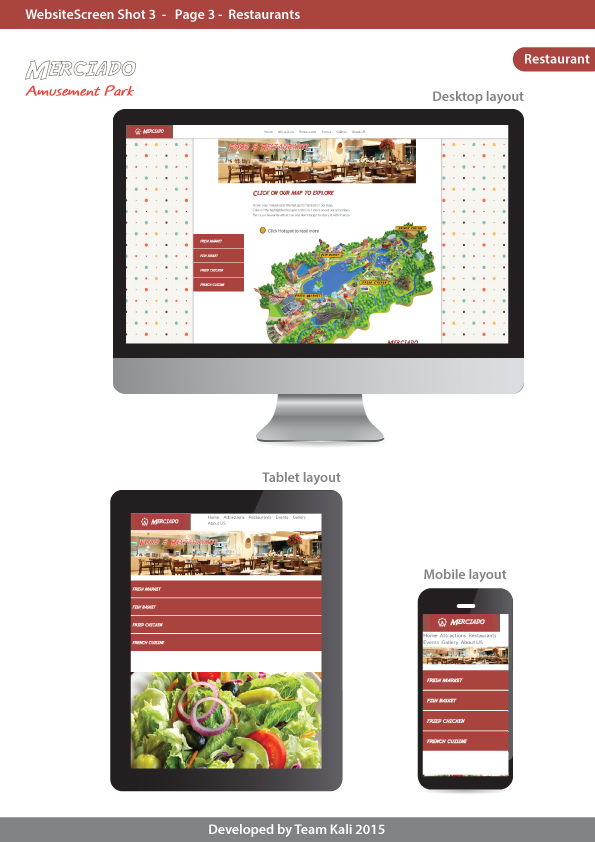 WebsiteScreen Shot 3 - Page 3 - Restaurants
Restaurant
Merciado
Amusement Park
Desktop layout
Merciado
Home Attractions Restaurants Events Gallery About US
Food & Restaurants
Click on our map to explore
Click Hotspot to read more
Fresh Market
Fish Basket
Fried Chicken
French Cuisine
MERCIADO
Tablet layout
Merciado
Home Attractions Restaurants Events Gallery
About US
Food & Restaurants
Fresh Market
Fish Basket
Fried Chicken
French Cuisine
Mobile layout
Merciado
Home Attractions Restaurants
Events Gallery About US
Fresh Market
Fish Basket
Fried Chicken
French Cuisine
Developed by Team Kali 2015